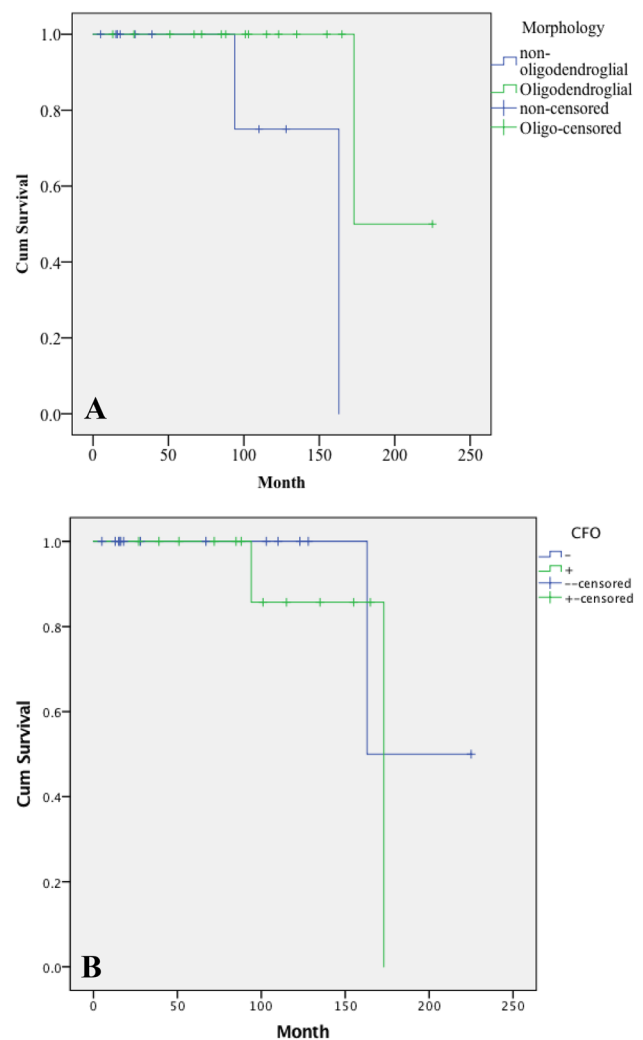 Morphology
non-
oligodendroglial
Oligodendroglial
non-censored
Oligo-censored
1.0
0.8
0.6
0.4
0.2
0.0
Cum Survival
A
0 50 100 150 200 250
Month
CFO
-
+
--censored
+-censored
1.0
0.8
0.6
0.4
0.2
0.0
Cum Survival
B
0 50 100 150 200 250
Month